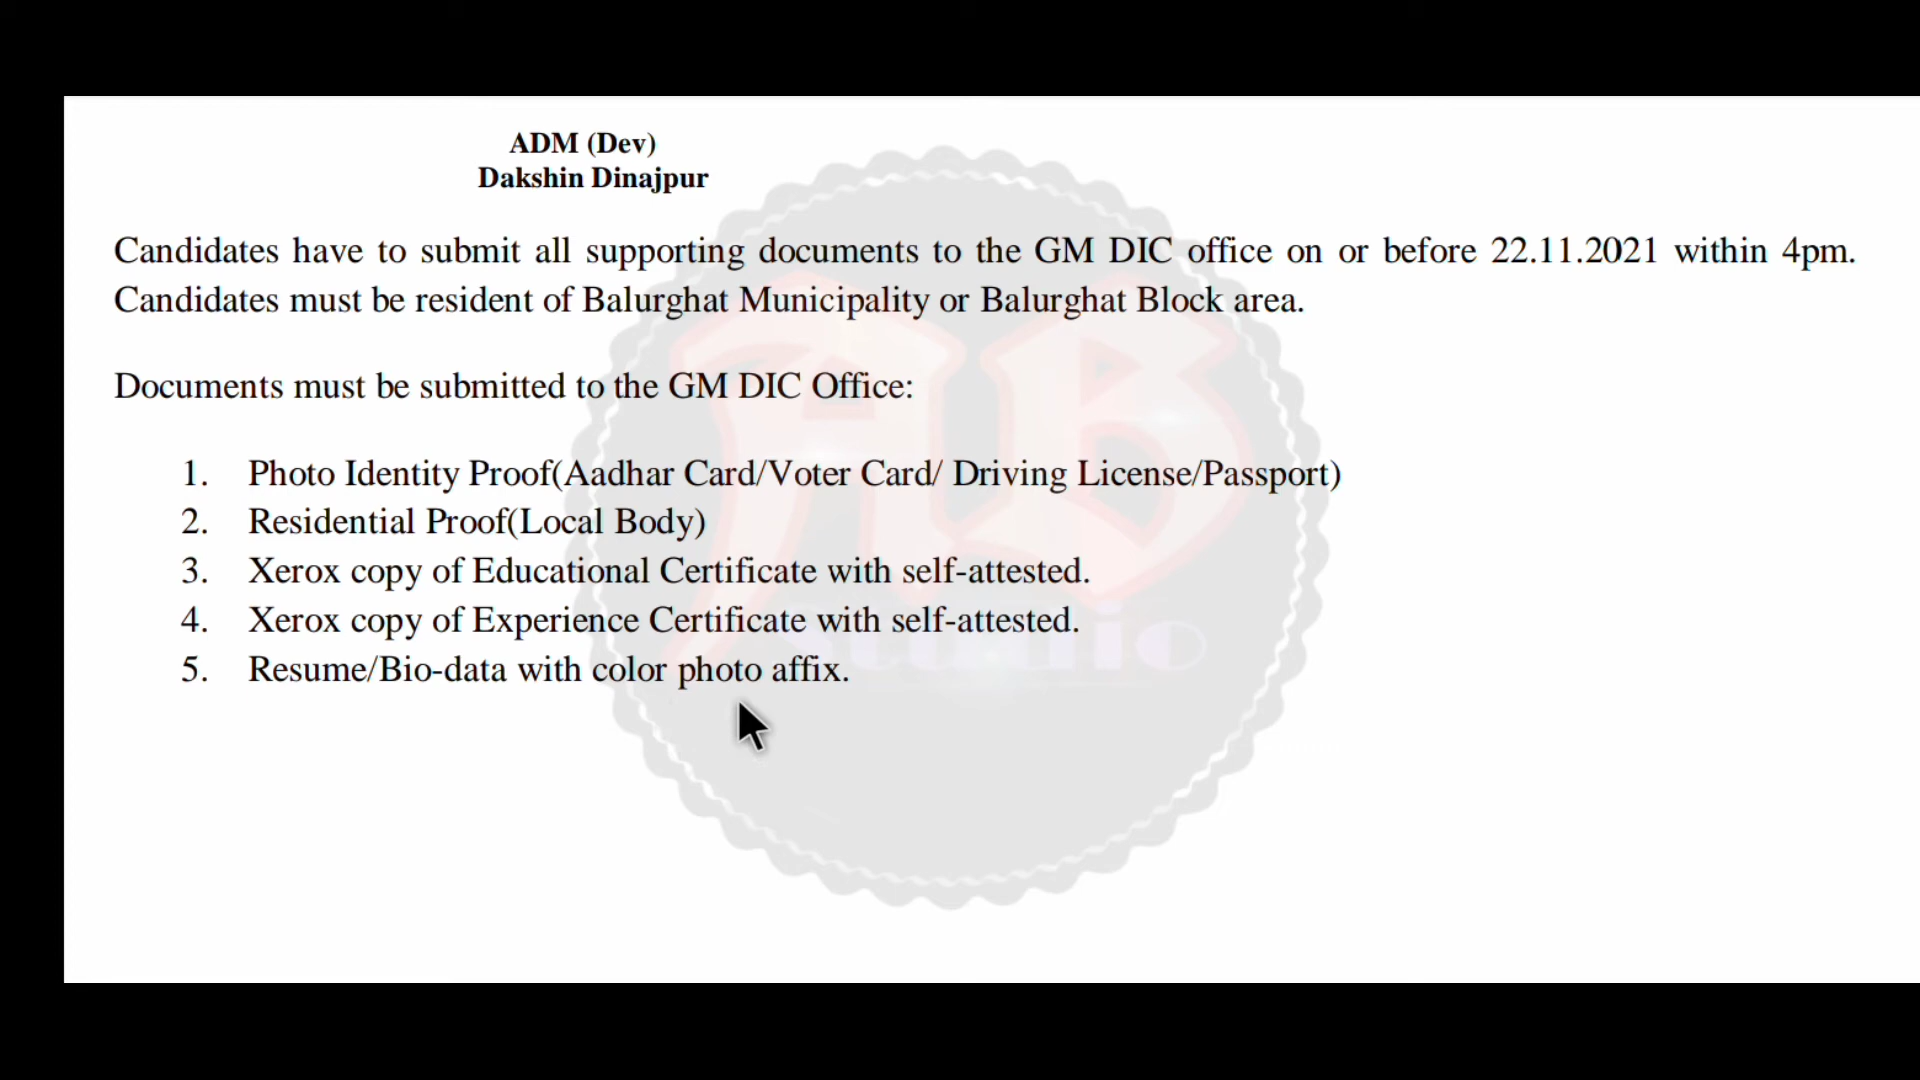 ADM (Dev)
Dakshin Dinajpur
Candidates have to submit all supporting documents to the GM DIC office on or before 22.11.2021 within 4pm.
Candidates must be resident of Balurghat Municipality or Balurghat Block area.
Documents must be submitted to the GM DIC Office:
1. Photo Identity Proof(Aadhar Card/Voter Card/ Driving License/Passport)
2. Residential Proof(Local Body)
3. Xerox copy of Educational Certificate with self-attested.
4. Xerox copy of Experience Certificate with self-attested.
5. Resume/Bio-data with color photo affix.
AB
Studio